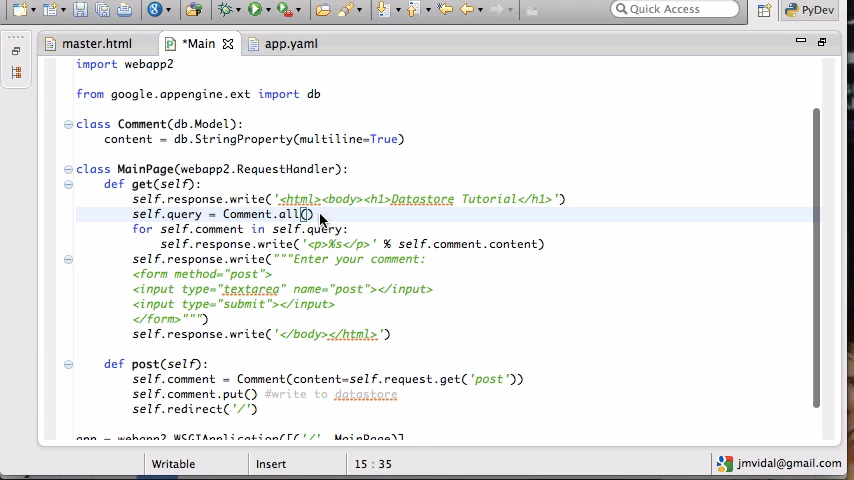 Quick Access
PyDev
master.html
*Main
app.yaml
import webapp2
from google.appengine.ext import db
class Comment(db.Model):
content = db.StringProperty(multiline=True)
class MainPage(webapp2.RequestHandler):
def get(self):
self.response.write('<html><body><h1>Datastore Tutorial</h1>')
self.query = Comment.all()
for self.comment in self.query:
self.response.write('<p>%s</p>' % self.comment.content)
self.response.write("""Enter your comment:
<form method="post">
<input type="textarea" name="post"></input>
<input type="submit"></input>
</form>""")
self.response.write('</body></html>')
def post(self):
self.comment = Comment(content=self.request.get('post'))
self.comment.put() #write to datastore
self.redirect('/')
app = webapp2.WSGIApplication([('/', MainPage)]
Writable
Insert
15 : 35
jmvidal@gmail.com